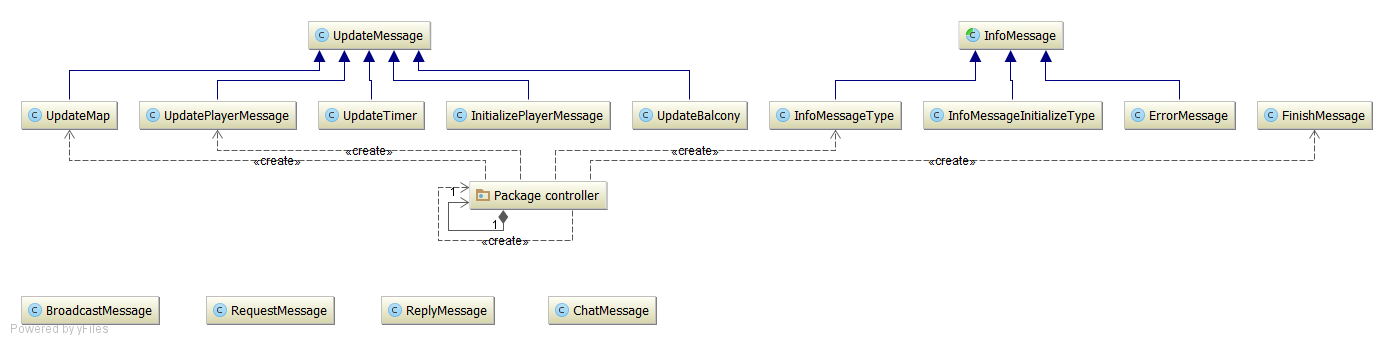 C UpdateMessage
C InfoMessage
C UpdateMap
C UpdatePlayerMessage
C UpdateTimer
C InitializePlayerMessage
C UpdateBalcony
C InfoMessageType
C InfoMessageInitializeType
C ErrorMessage
C FinishMessage
«create»
«create»
«create»
«create»
1
Package controller
1
«create»
C BroadcastMessage
C RequestMessage
C ReplyMessage
C ChatMessage
Powered by yFiles